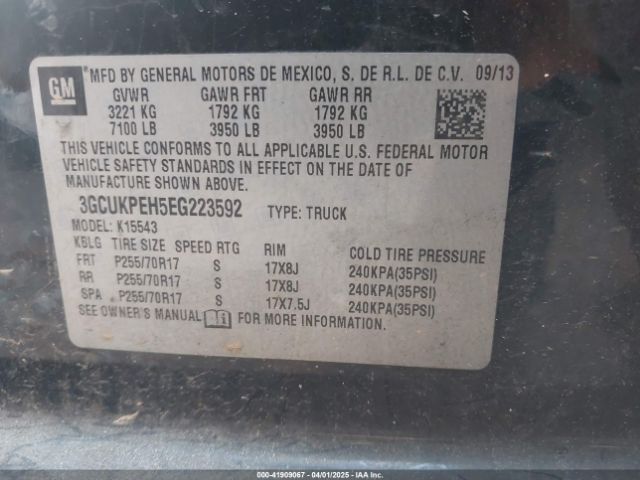 GM
MFD BY GENERAL MOTORS DE MEXICO, S. DE R.L. DE C.V. 09/13
GVWR GAWR FRT GAWR RR
3221 KG 1792 KG 1792 KG
7100 LB 3950 LB 3950 LB
THIS VEHICLE CONFORMS TO ALL APPLICABLE U.S. FEDERAL MOTOR
VEHICLE SAFETY STANDARDS IN EFFECT ON THE DATE OF
MANUFACTURE SHOWN ABOVE.
3GCUKPEH5EG223592 TYPE: TRUCK
MODEL: K15543
KBLG TIRE SIZE SPEED RTG RIM COLD TIRE PRESSURE
FRT P255/70R17 S 17X8J 240KPA(35PSI)
RR P255/70R17 S 17X8J 240KPA(35PSI)
SPA P255/70R17 S 17X7.5J 240KPA(35PSI)
SEE OWNER'S MANUAL FOR MORE INFORMATION.
000-41909067 04/01/2025 IAAI.COM